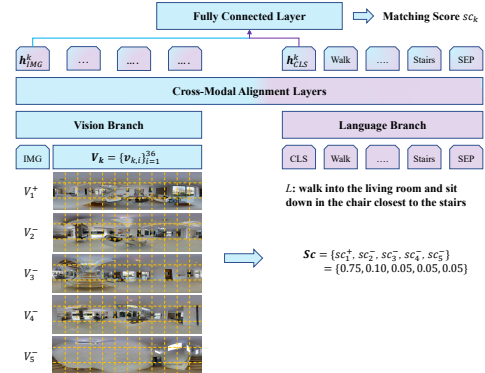 Fully Connected Layer
Matching Score sc_k
h^k_IMG
...
....
....
h^k_CLS
Walk
....
Stairs
SEP
Cross-Modal Alignment Layers
Vision Branch
Language Branch
IMG
V_k = {v_{k,i}}^{36}_{i=1}
CLS
Walk
....
Stairs
SEP
V_1^+
L: walk into the living room and sit
down in the chair closest to the stairs
V_2^-
V_3^-
Sc = {sc_1^+, sc_2^-, sc_3^-, sc_4^-, sc_5^-}
= {0.75, 0.10, 0.05, 0.05, 0.05}
V_4^-
V_5^-